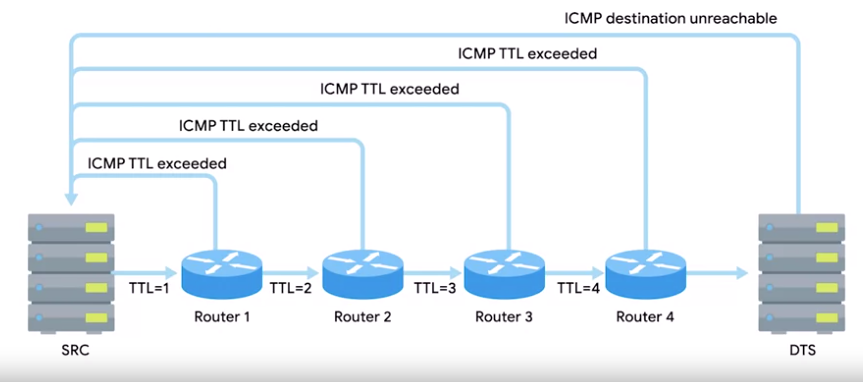 ICMP destination unreachable
ICMP TTL exceeded
ICMP TTL exceeded
ICMP TTL exceeded
ICMP TTL exceeded
TTL=1
TTL=2
TTL=3
TTL=4
Router 1
Router 2
Router 3
Router 4
SRC
DTS